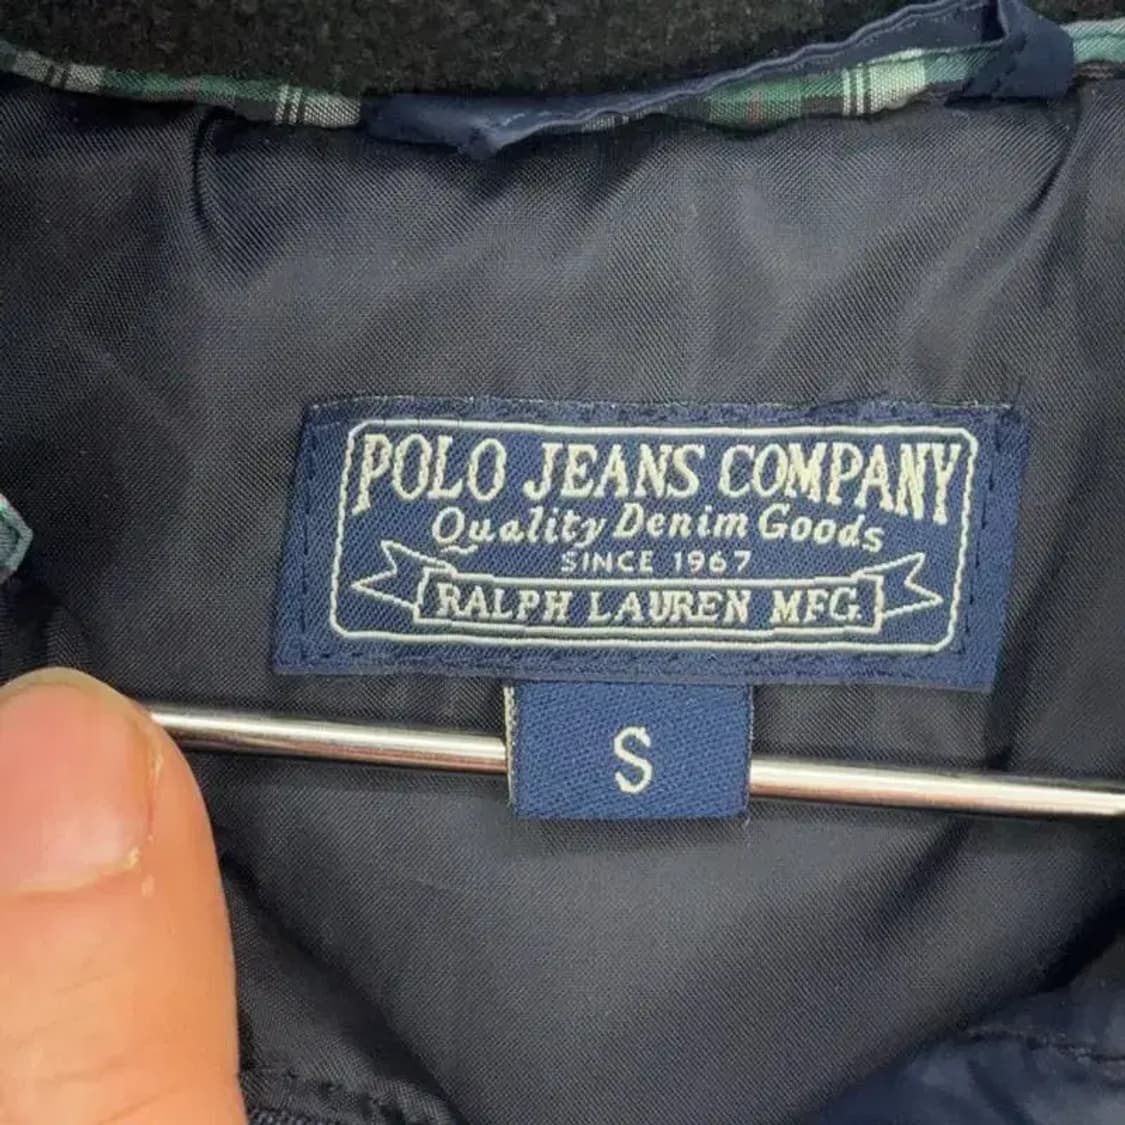 POLO JEANS COMPANY
Quality Denim Goods
SINCE 1967
RALPH LAUREN MFG.
S